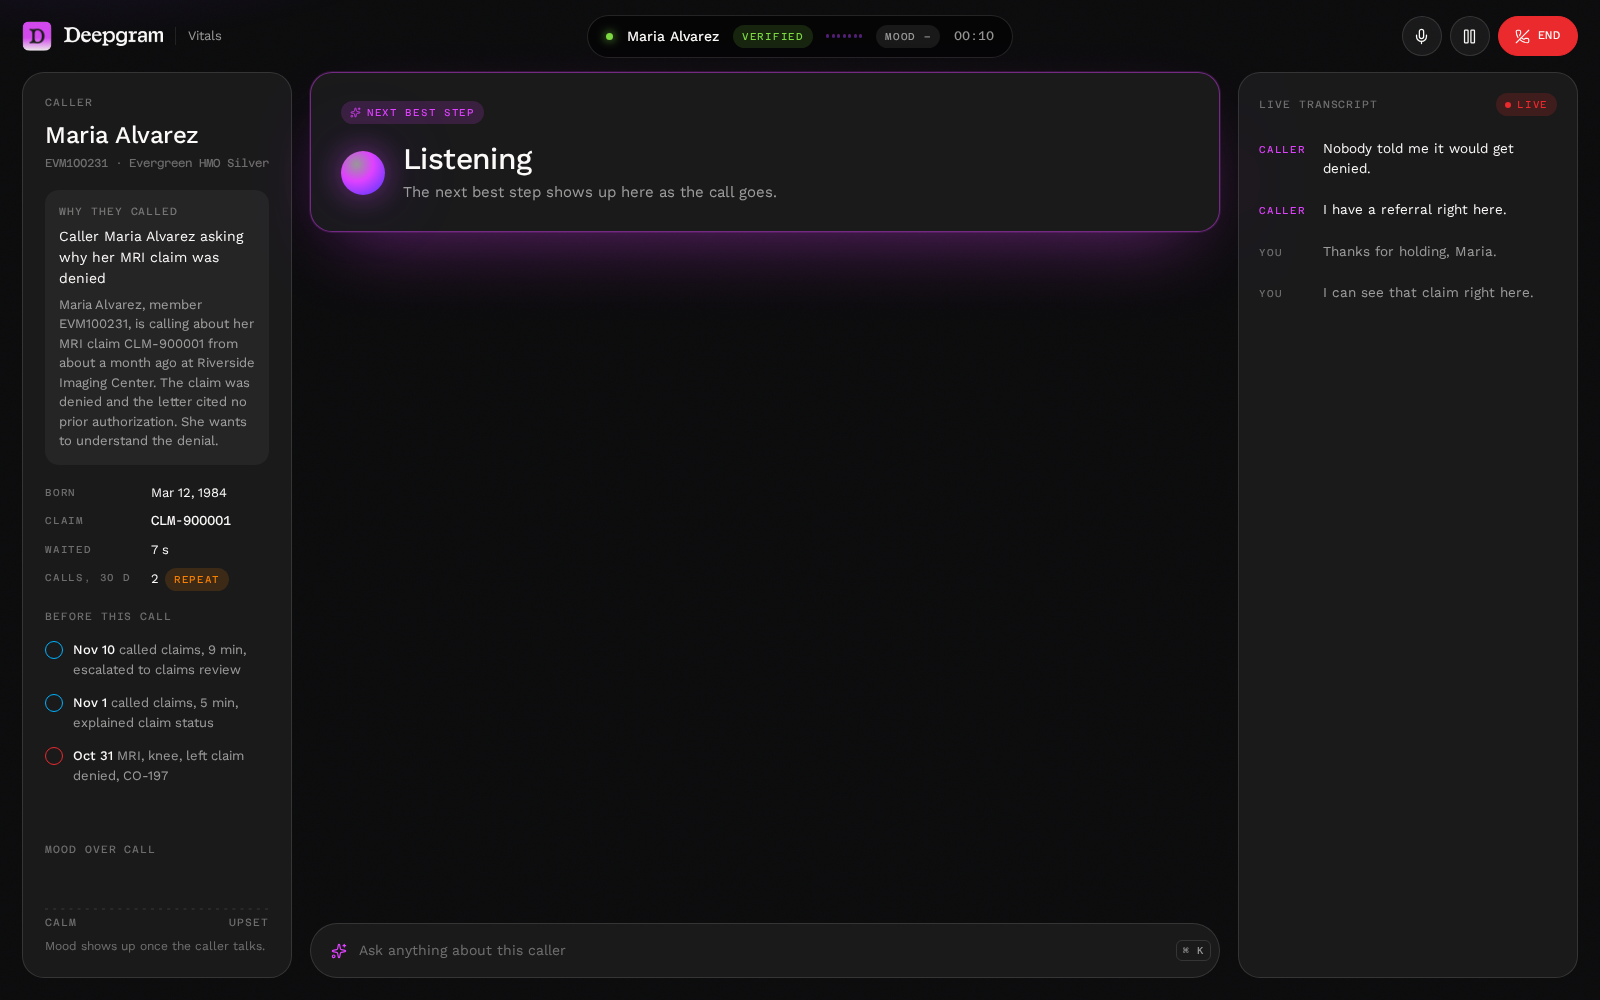 Deepgram
Vitals
Maria Alvarez
VERIFIED
MOOD –
00:10
END
CALLER
Maria Alvarez
EVM100231 · Evergreen HMO Silver
WHY THEY CALLED
Caller Maria Alvarez asking
why her MRI claim was
denied
Maria Alvarez, member
EVM100231, is calling about her
MRI claim CLM-900001 from
about a month ago at Riverside
Imaging Center. The claim was
denied and the letter cited no
prior authorization. She wants
to understand the denial.
BORN Mar 12, 1984
CLAIM CLM-900001
WAITED 7 s
CALLS, 30 D 2 REPEAT
BEFORE THIS CALL
Nov 10 called claims, 9 min,
escalated to claims review
Nov 1 called claims, 5 min,
explained claim status
Oct 31 MRI, knee, left claim
denied, CO-197
MOOD OVER CALL
CALM UPSET
Mood shows up once the caller talks.
NEXT BEST STEP
Listening
The next best step shows up here as the call goes.
Ask anything about this caller
⌘ K
LIVE TRANSCRIPT
LIVE
CALLER Nobody told me it would get
denied.
CALLER I have a referral right here.
YOU Thanks for holding, Maria.
YOU I can see that claim right here.